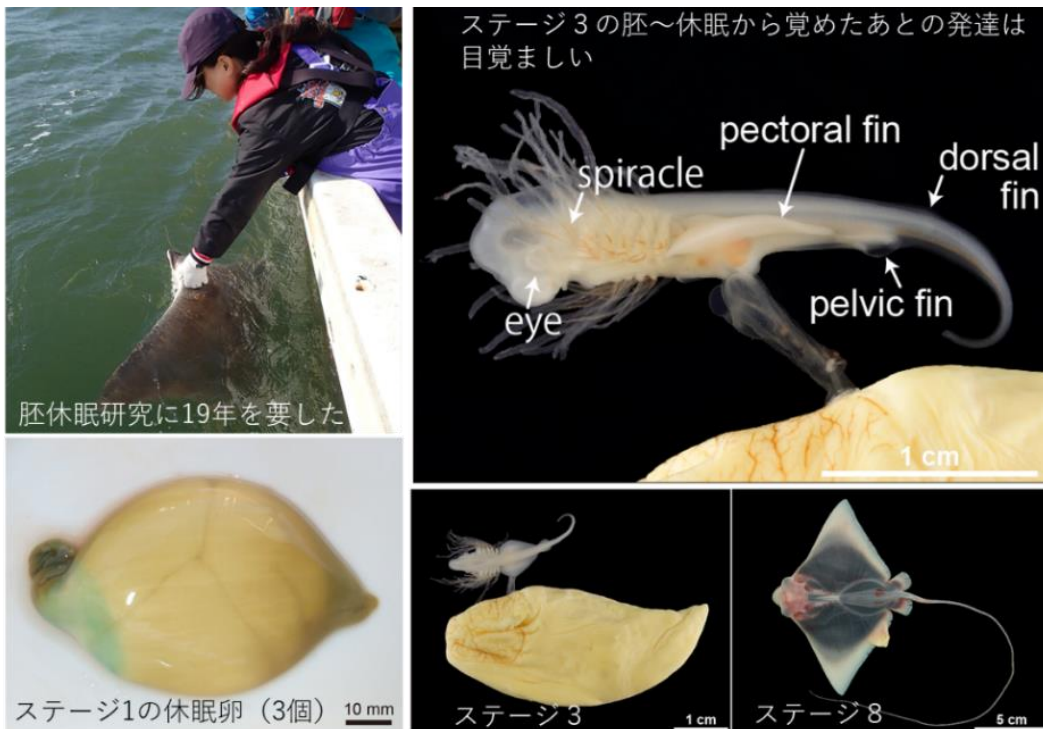 胚休眠研究に19年を要した
ステージ３の胚～休眠から覚めたあとの発達は
目覚ましい
pectoral fin
dorsal
fin
spiracle
eye
pelvic fin
1 cm
ステージ1の休眠卵（3個）
10 mm
ステージ３
1 cm
ステージ８
5 cm